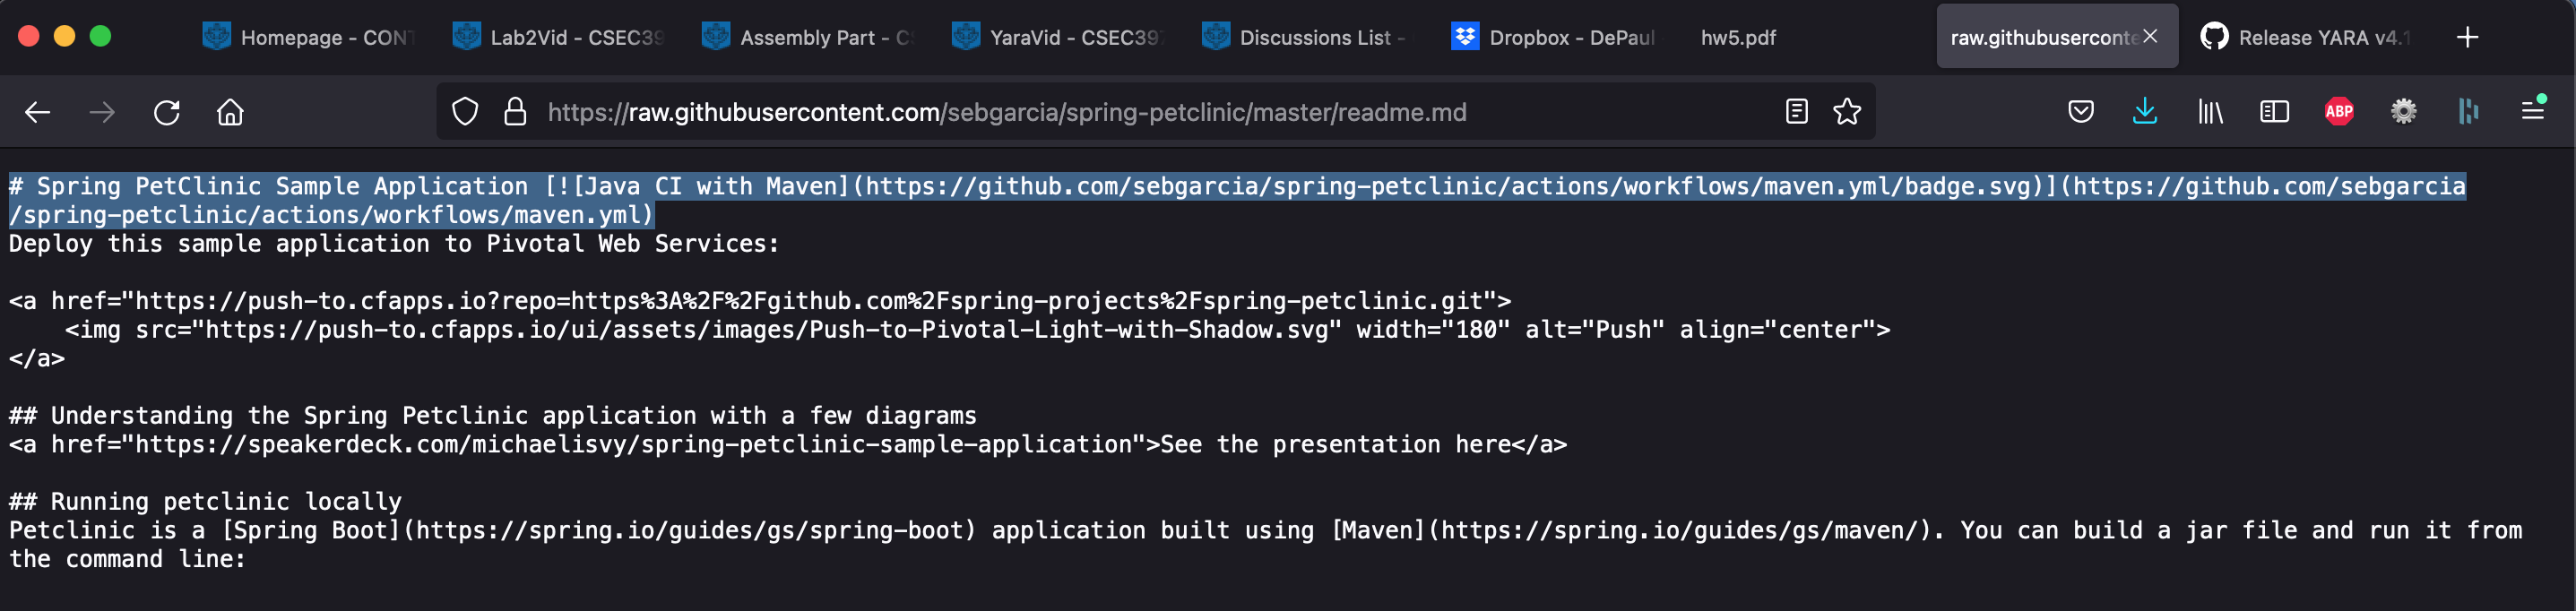 Homepage - CONT
Lab2Vid - CSEC39
Assembly Part - CS
YaraVid - CSEC397
Discussions List -
Dropbox - DePaul
hw5.pdf
raw.githubuserconte
Release YARA v4.1
https://raw.githubusercontent.com/sebgarcia/spring-petclinic/master/readme.md
ABP
# Spring PetClinic Sample Application [![Java CI with Maven](https://github.com/sebgarcia/spring-petclinic/actions/workflows/maven.yml/badge.svg)](https://github.com/sebgarcia
/spring-petclinic/actions/workflows/maven.yml)
Deploy this sample application to Pivotal Web Services:
<a href="https://push-to.cfapps.io?repo=https%3A%2F%2Fgithub.com%2Fspring-projects%2Fspring-petclinic.git">
    <img src="https://push-to.cfapps.io/ui/assets/images/Push-to-Pivotal-Light-with-Shadow.svg" width="180" alt="Push" align="center">
</a>
## Understanding the Spring Petclinic application with a few diagrams
<a href="https://speakerdeck.com/michaelisvy/spring-petclinic-sample-application">See the presentation here</a>
## Running petclinic locally
Petclinic is a [Spring Boot](https://spring.io/guides/gs/spring-boot) application built using [Maven](https://spring.io/guides/gs/maven/). You can build a jar file and run it from
the command line: